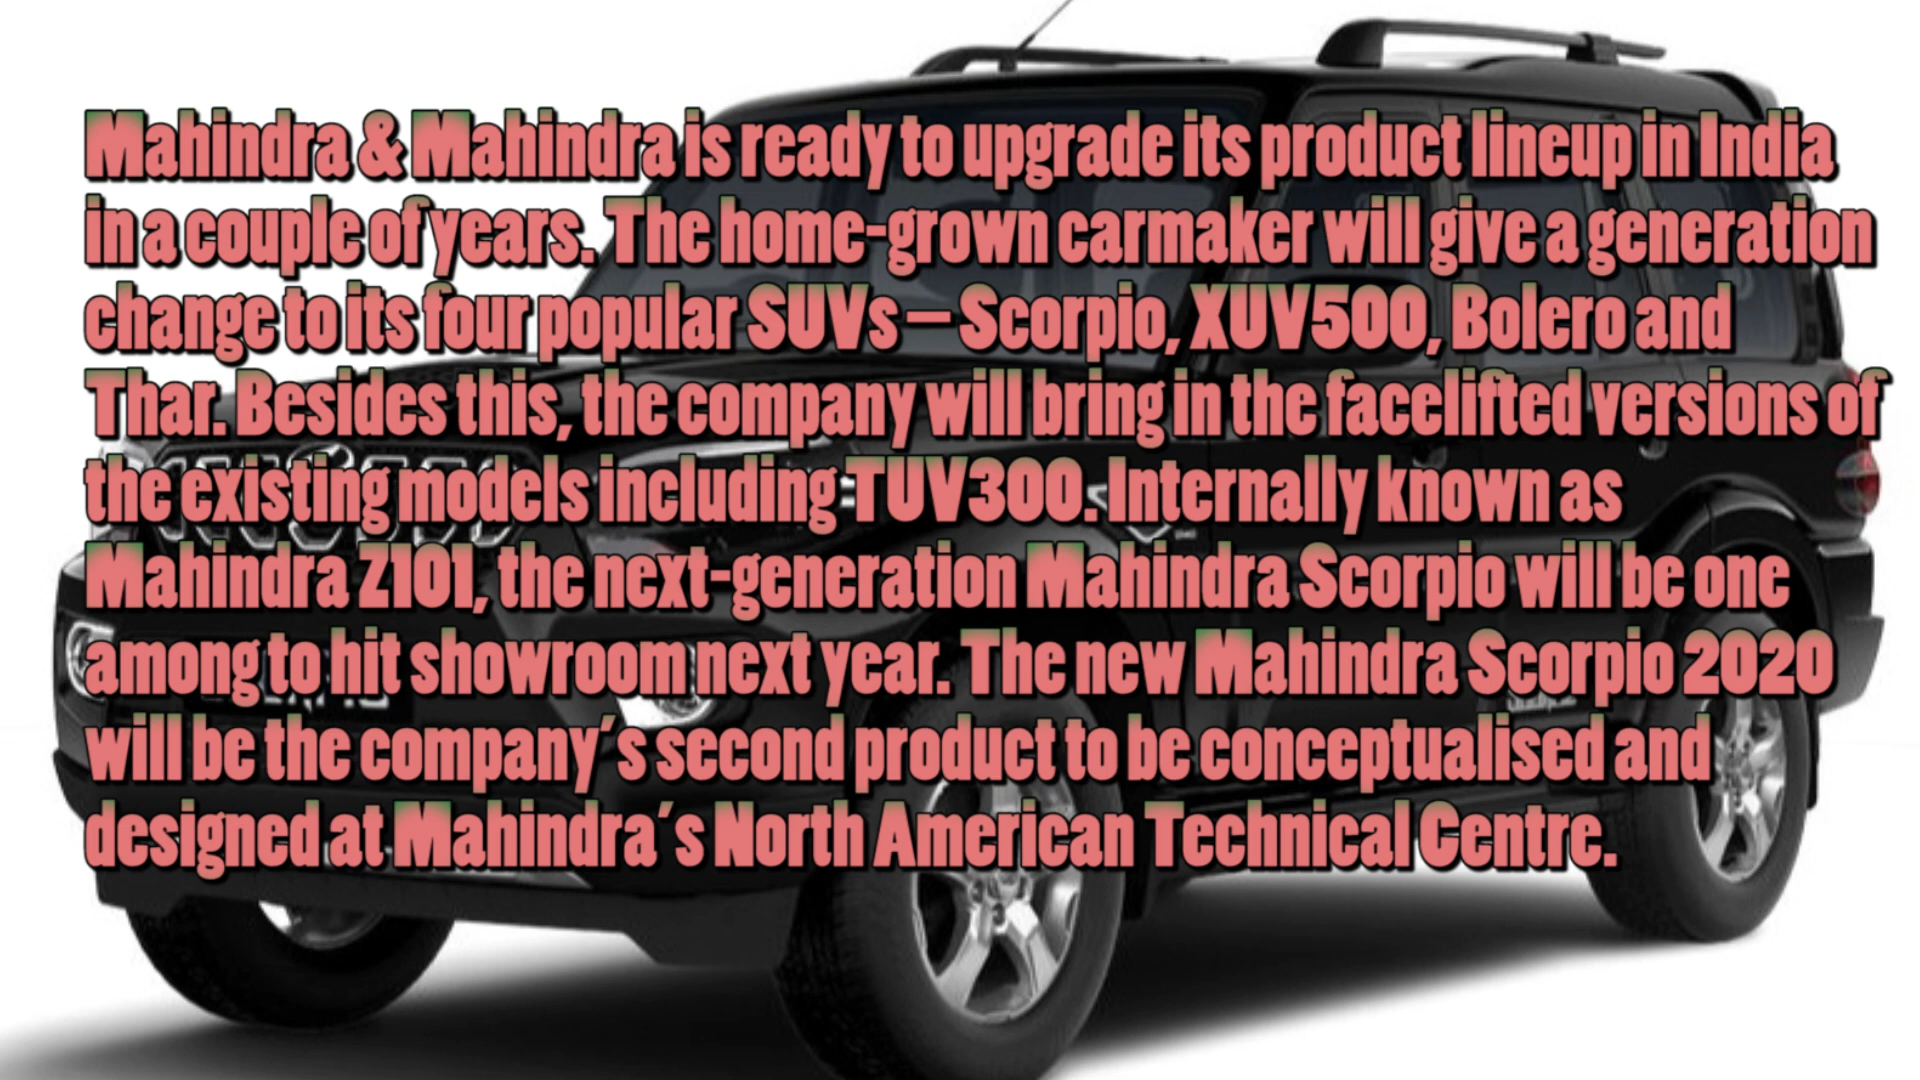 Mahindra & Mahindra is ready to upgrade its product lineup in India
in a couple of years. The home-grown carmaker will give a generation
change to its four popular SUVs – Scorpio, XUV500, Bolero and
Thar. Besides this, the company will bring in the facelifted versions of
the existing models including TUV300. Internally known as
Mahindra Z101, the next-generation Mahindra Scorpio will be one
among to hit showroom next year. The new Mahindra Scorpio 2020
will be the company's second product to be conceptualised and
designed at Mahindra's North American Technical Centre.